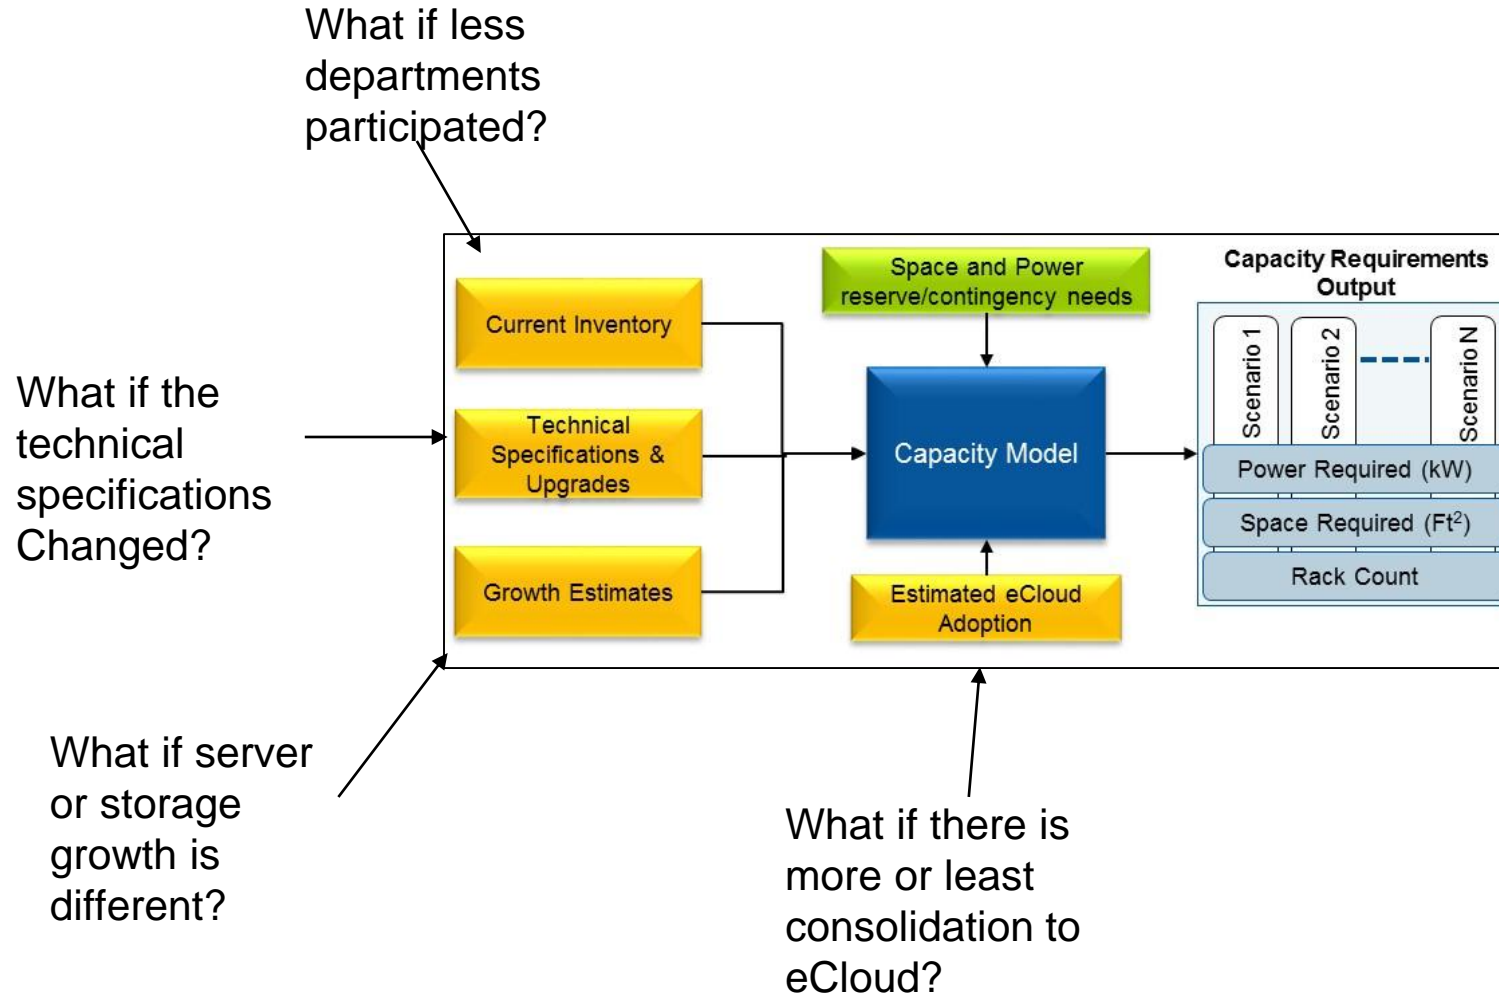 What if less
departments
participated?
What if the
technical
specifications
Changed?
What if server
or storage
growth is
different?
What if there is
more or least
consolidation to
eCloud?
Current Inventory
Technical
Specifications &
Upgrades
Growth Estimates
Space and Power
reserve/contingency needs
Capacity Model
Estimated eCloud
Adoption
Capacity Requirements
Output
Scenario 1
Scenario 2
Scenario N
Power Required (kW)
Space Required (Ft²)
Rack Count